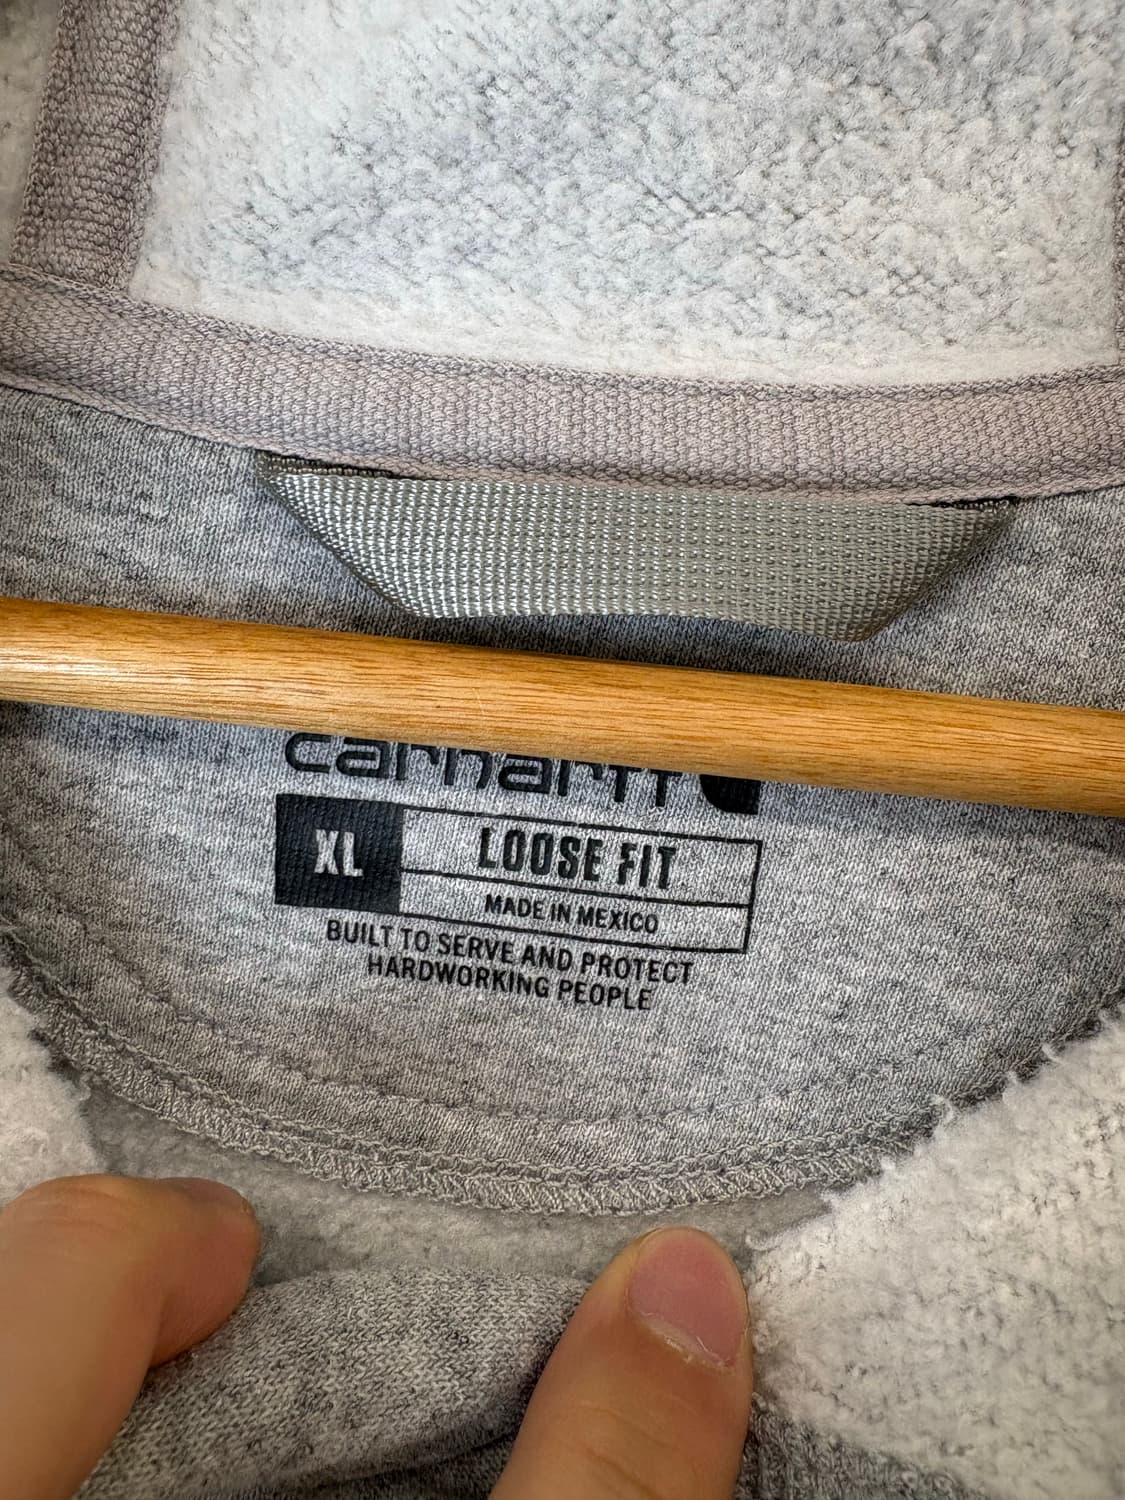 carhartt
XL
LOOSE FIT
MADE IN MEXICO
BUILT TO SERVE AND PROTECT
HARDWORKING PEOPLE